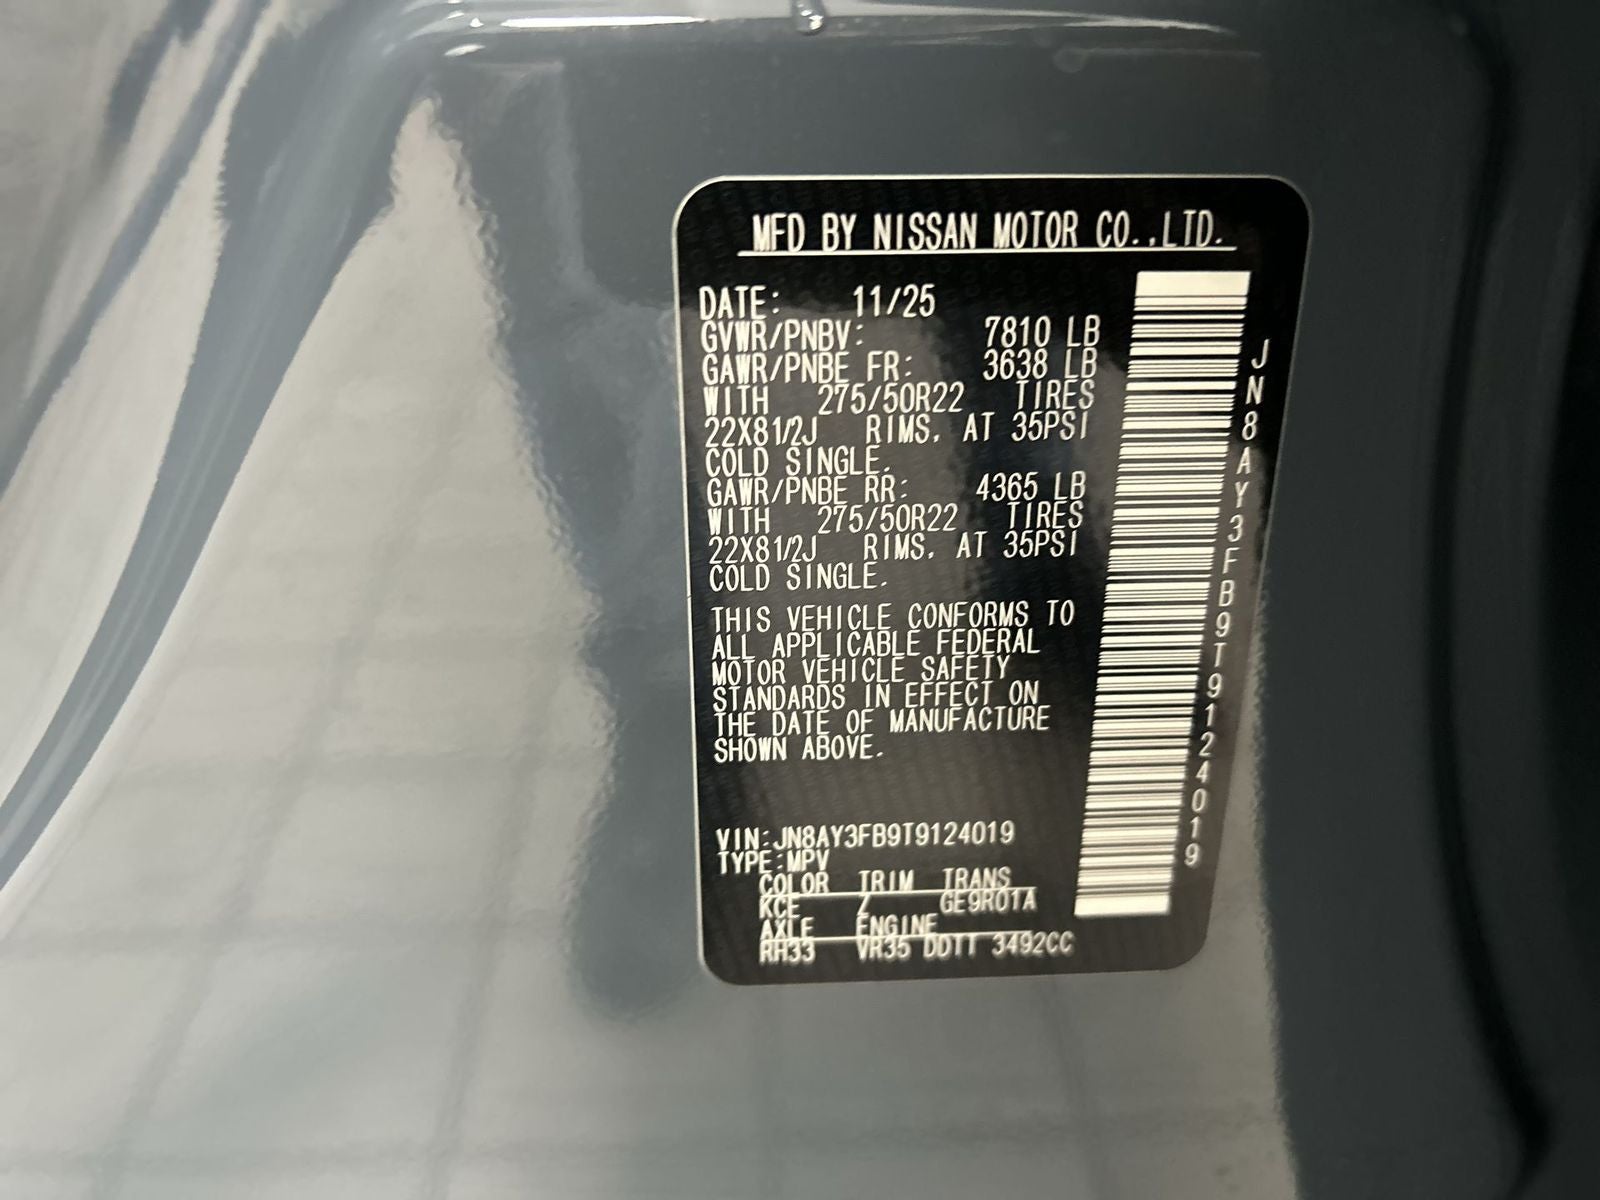 MFD BY NISSAN MOTOR CO.,LTD.
DATE: 11/25
GVWR/PNBV: 7810 LB
GAWR/PNBE FR: 3638 LB
WITH 275/50R22 TIRES
22X81/2J RIMS. AT 35PSI
COLD SINGLE.
GAWR/PNBE RR: 4365 LB
WITH 275/50R22 TIRES
22X81/2J RIMS. AT 35PSI
COLD SINGLE.
THIS VEHICLE CONFORMS TO
ALL APPLICABLE FEDERAL
MOTOR VEHICLE SAFETY
STANDARDS IN EFFECT ON
THE DATE OF MANUFACTURE
SHOWN ABOVE.
VIN:JN8AY3FB9T9124019
TYPE:MPV
COLOR TRIM TRANS
KCE Z GE9R01A
AXLE ENGINE
RH33 VR35 DDTT 3492CC
JN8AY3FB9T9124019